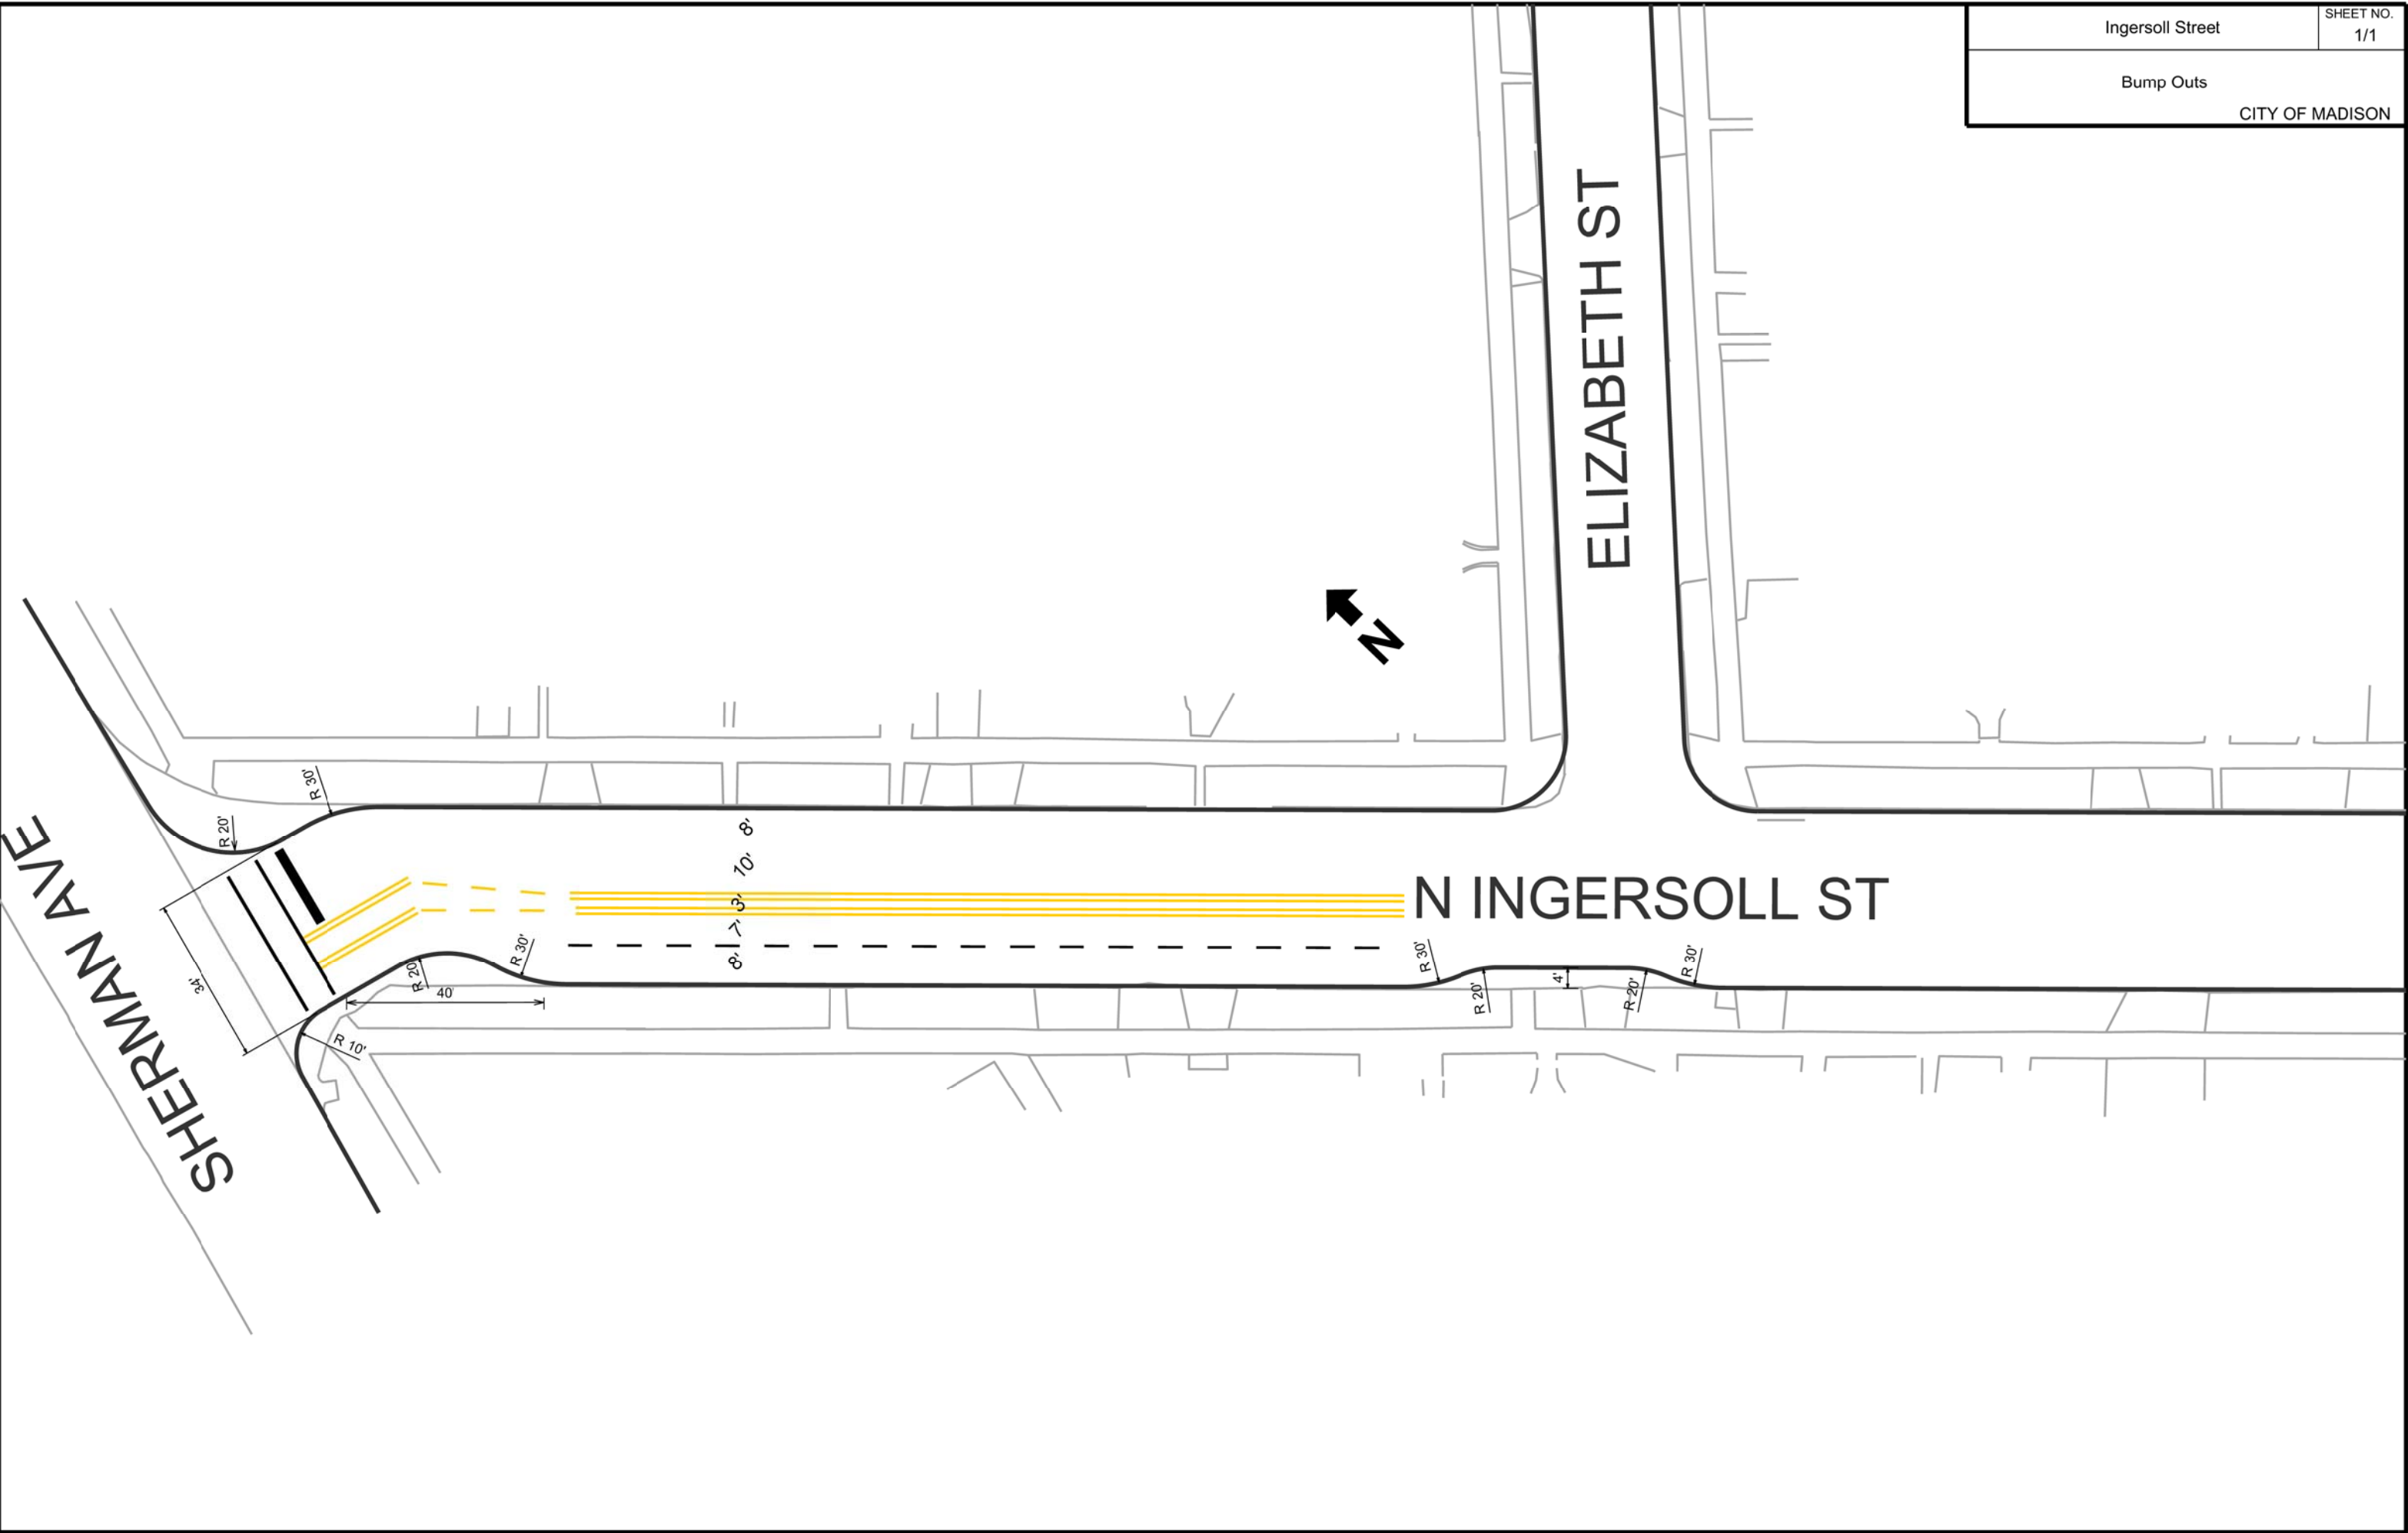 Ingersoll Street
SHEET NO.
1/1
Bump Outs
CITY OF MADISON
ELIZABETH ST
N
R 30'
R 20'
8'
10'
3'
7'
8'
N INGERSOLL ST
SHERMAN AVE
34'
R 20'
R 30'
40'
R 10'
R 30'
R 20'
4'
R 20'
R 30'